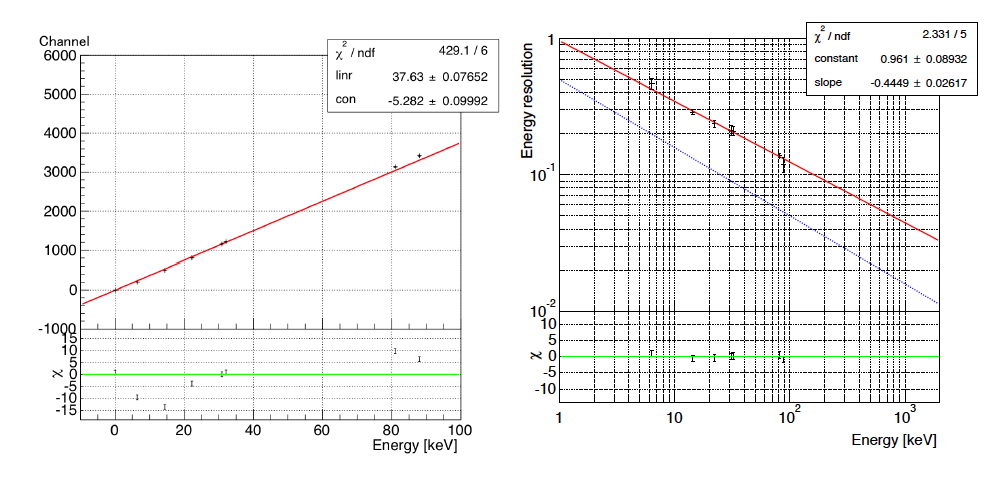 Channel
6000
5000
4000
3000
2000
1000
0
-1000
χ2 / ndf 429.1 / 6
linr 37.63 ± 0.07652
con -5.282 ± 0.09992
15
10
5
0
-5
-10
-15
χ
0 20 40 60 80 100
Energy [keV]
Energy resolution
1
10-1
10-2
χ2 / ndf 2.331 / 5
constant 0.961 ± 0.08932
slope -0.4449 ± 0.02617
10
5
0
-5
-10
χ
1 10 102 103
Energy [keV]